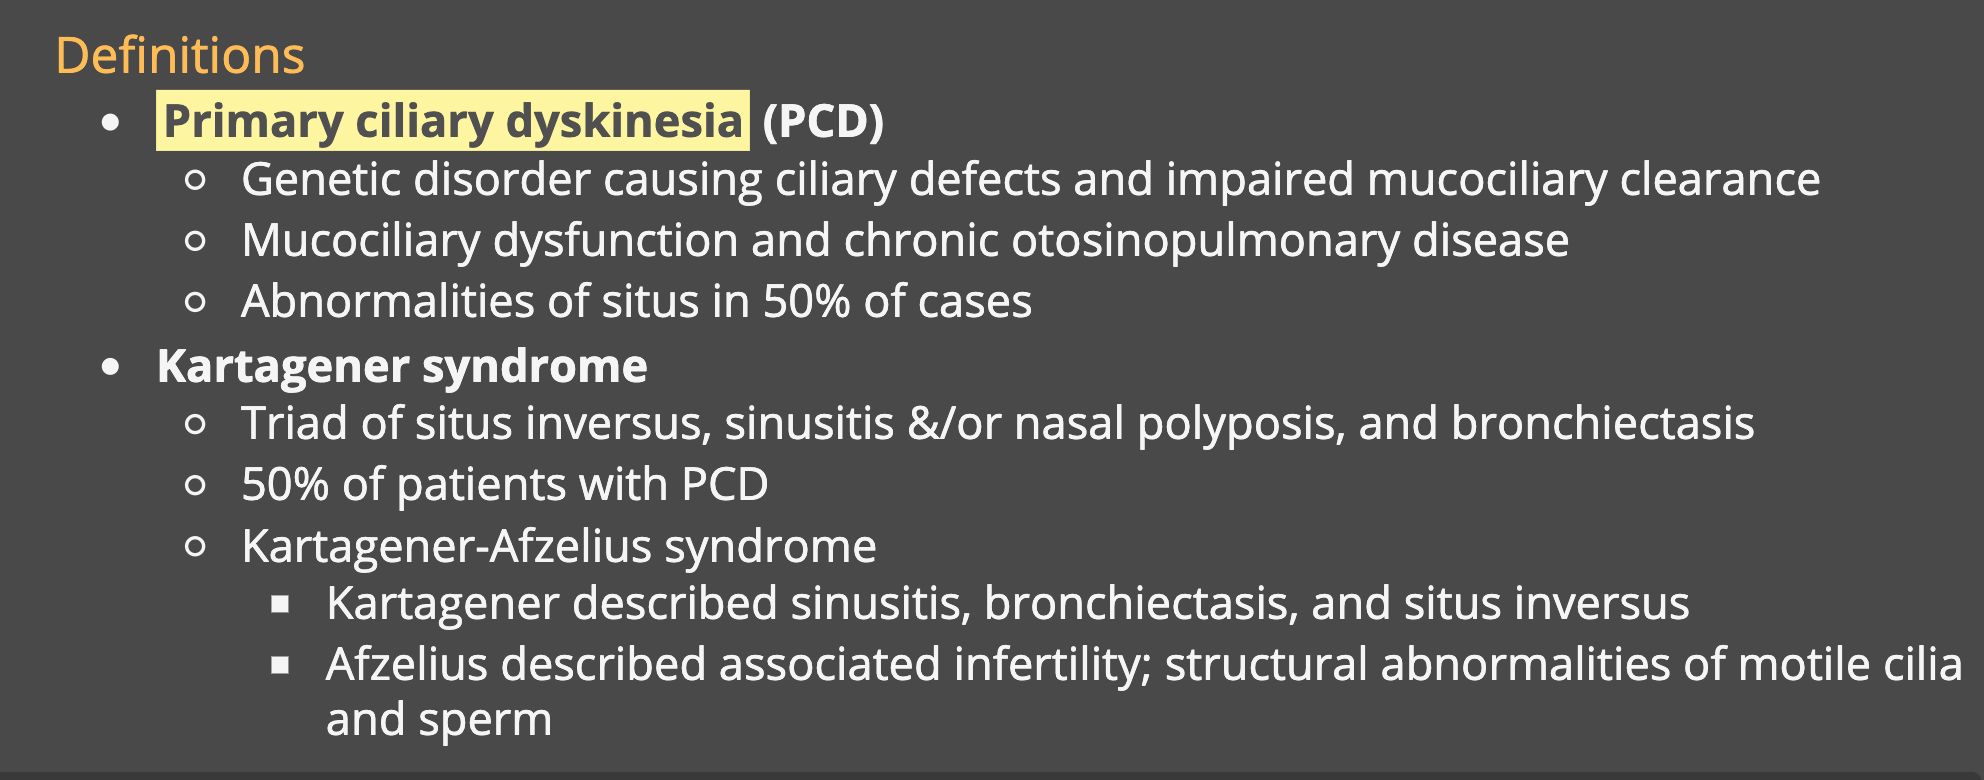 Definitions
Primary ciliary dyskinesia (PCD)
Genetic disorder causing ciliary defects and impaired mucociliary clearance
Mucociliary dysfunction and chronic otosinopulmonary disease
Abnormalities of situs in 50% of cases
Kartagener syndrome
Triad of situs inversus, sinusitis &/or nasal polyposis, and bronchiectasis
50% of patients with PCD
Kartagener-Afzelius syndrome
Kartagener described sinusitis, bronchiectasis, and situs inversus
Afzelius described associated infertility; structural abnormalities of motile cilia
and sperm